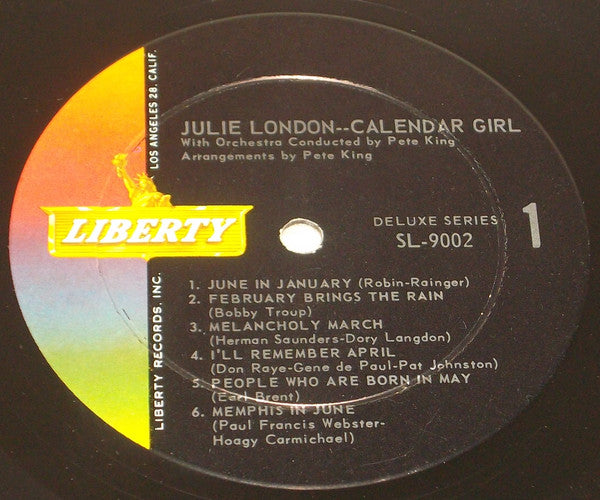 JULIE LONDON--CALENDAR GIRL
With Orchestra Conducted by Pete King
Arrangements by Pete King
LOS ANGELES 28, CALIF.
LIBERTY
LIBERTY RECORDS, INC.
DELUXE SERIES
SL-9002
1
1. JUNE IN JANUARY (Robin-Rainger)
2. FEBRUARY BRINGS THE RAIN
(Bobby Troup)
3. MELANCHOLY MARCH
(Herman Saunders-Dory Langdon)
4. I'LL REMEMBER APRIL
(Don Raye-Gene de Paul-Pat Johnston)
5. PEOPLE WHO ARE BORN IN MAY
(Earl Brent)
6. MEMPHIS IN JUNE
(Paul Francis Webster-
Hoagy Carmichael)